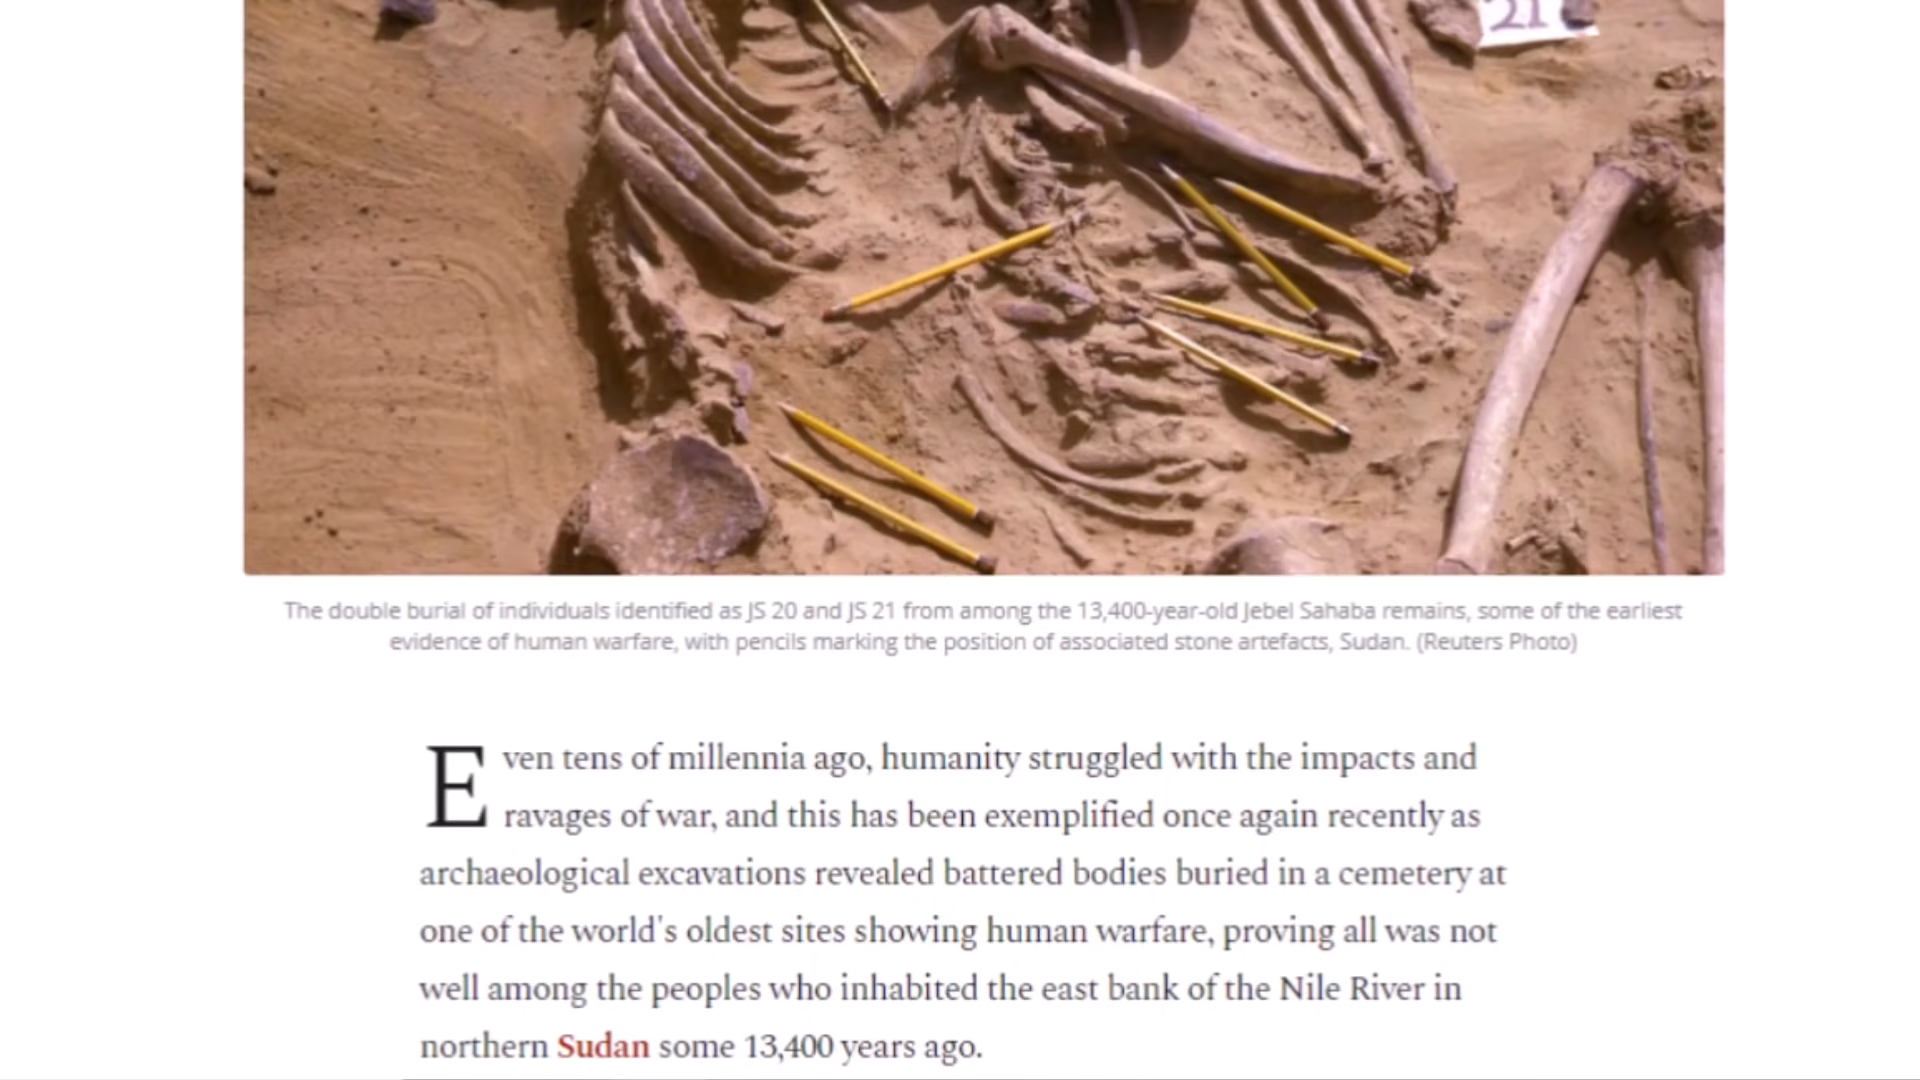 21
The double burial of individuals identified as JS 20 and JS 21 from among the 13,400-year-old Jebel Sahaba remains, some of the earliest
evidence of human warfare, with pencils marking the position of associated stone artefacts, Sudan. (Reuters Photo)
Even tens of millennia ago, humanity struggled with the impacts and
ravages of war, and this has been exemplified once again recently as
archaeological excavations revealed battered bodies buried in a cemetery at
one of the world's oldest sites showing human warfare, proving all was not
well among the peoples who inhabited the east bank of the Nile River in
northern Sudan some 13,400 years ago.